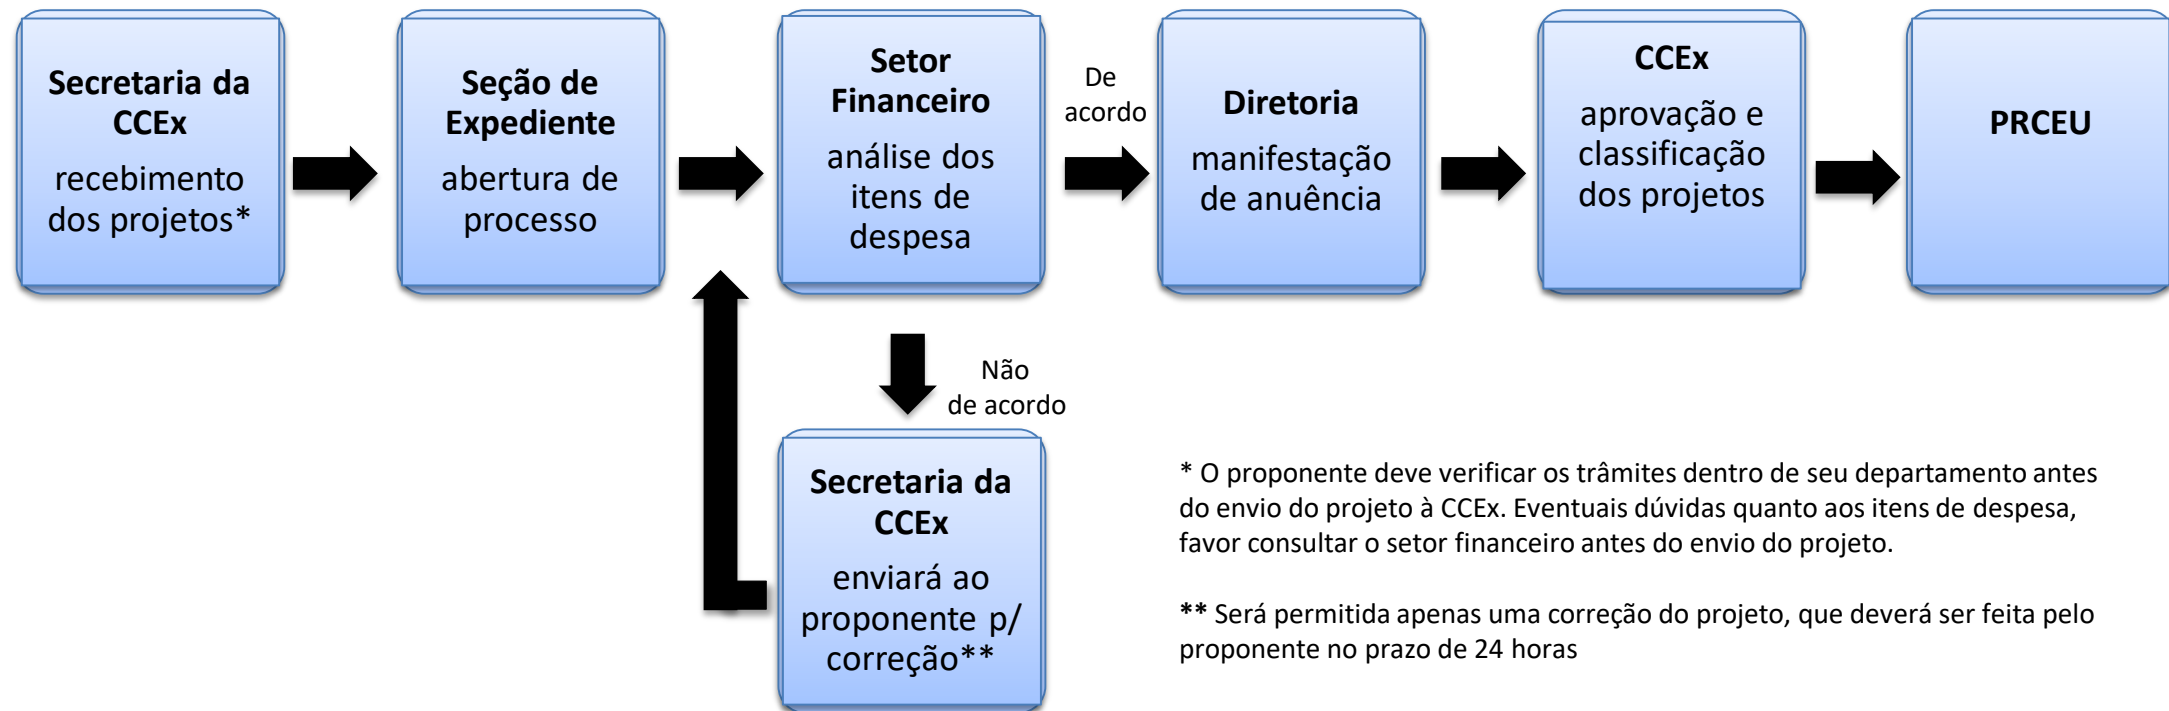 Secretaria da
CCEx
recebimento
dos projetos*
Seção de
Expediente
abertura de
processo
Setor
Financeiro
análise dos
itens de
despesa
De
acordo
Diretoria
manifestação
de anuência
CCEx
aprovação e
classificação
dos projetos
PRCEU
Não
de acordo
Secretaria da
CCEx
enviará ao
proponente p/
correção**
* O proponente deve verificar os trâmites dentro de seu departamento antes
do envio do projeto à CCEx. Eventuais dúvidas quanto aos itens de despesa,
favor consultar o setor financeiro antes do envio do projeto.
** Será permitida apenas uma correção do projeto, que deverá ser feita pelo
proponente no prazo de 24 horas